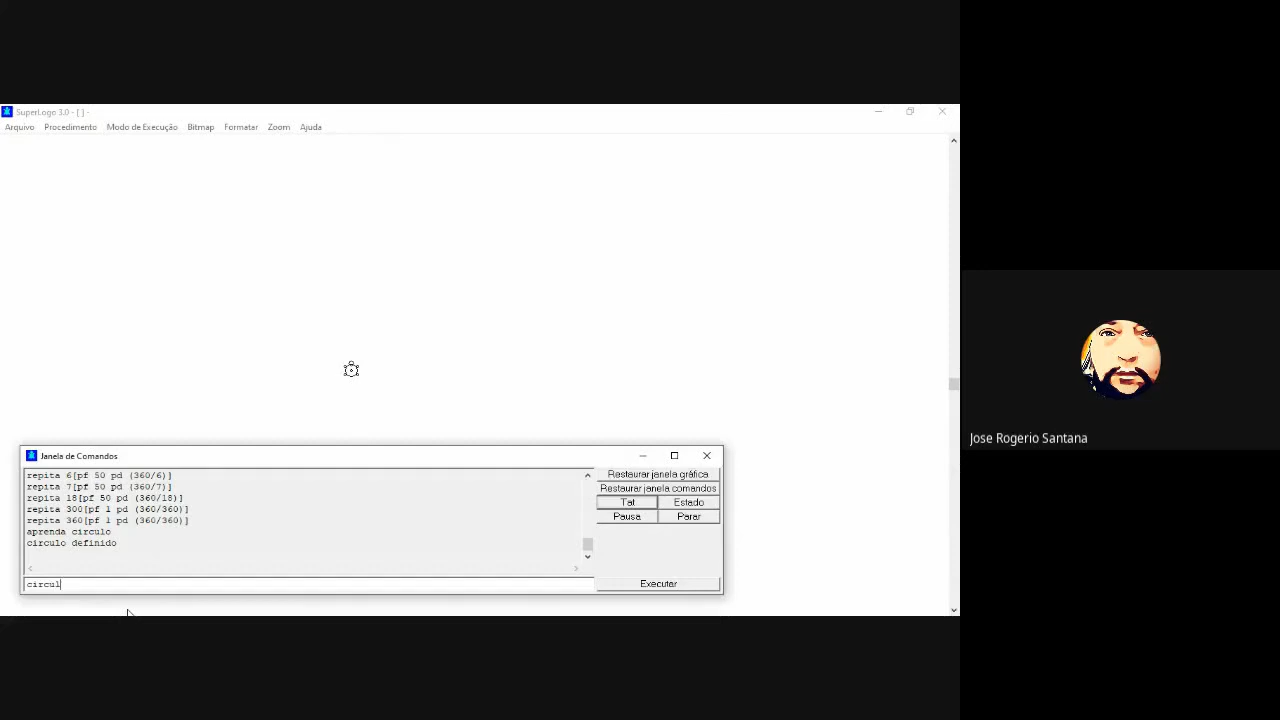 SuperLogo 3.0 - [ ] -
Arquivo Procedimento Modo de Execução Bitmap Formatar Zoom Ajuda
Janela de Comandos
repita 6[pf 50 pd (360/6)]
repita 7[pf 50 pd (360/7)]
repita 18[pf 50 pd (360/18)]
repita 300[pf 1 pd (360/360)]
repita 360[pf 1 pd (360/360)]
aprenda circulo
circulo definido
circul
Restaurar janela gráfica
Restaurar janela comandos
Tat Estado
Pausa Parar
Executar
Jose Rogerio Santana